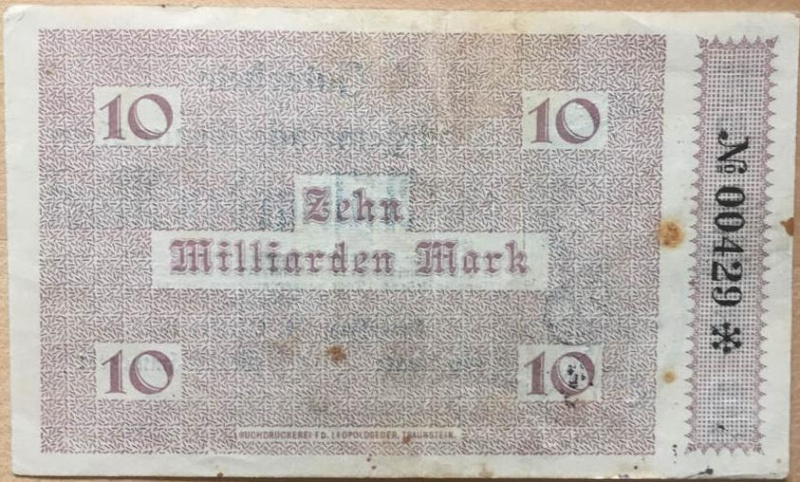 10 10
Zehn
Milliarden Mark
10 10
BUCHDRUCKEREI FD. LEOPOLDSEDER, TRAUNSTEIN.
№ 00429 ✻